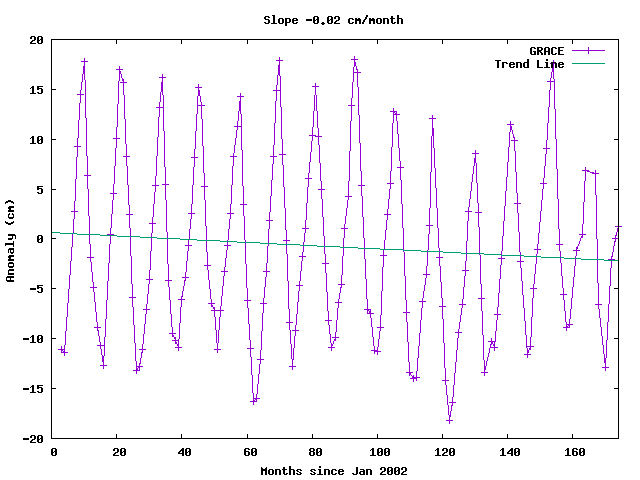 Slope -0.02 cm/month
GRACE
Trend Line
20
15
10
5
0
-5
-10
-15
-20
Anomaly (cm)
0 20 40 60 80 100 120 140 160
Months since Jan 2002